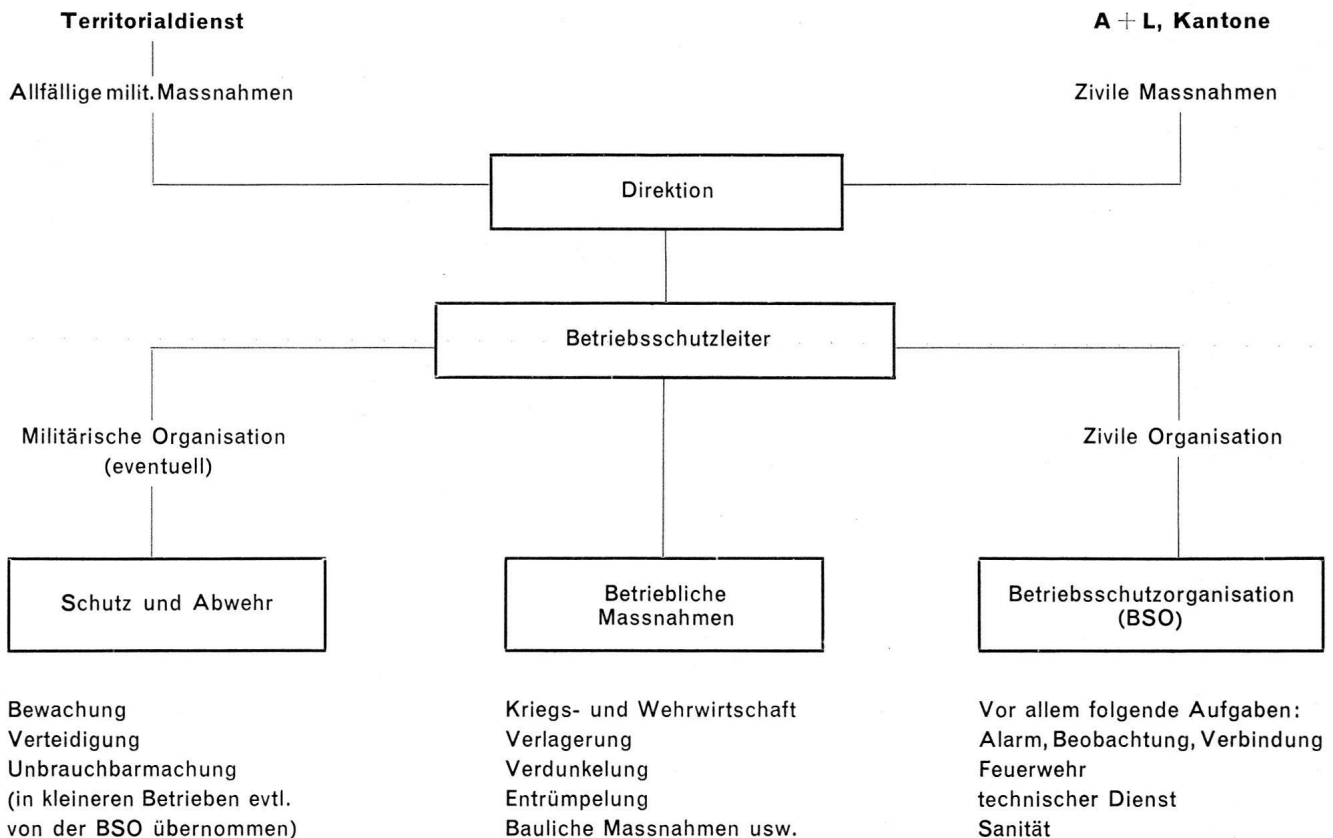 Territorialdienst
A + L, Kantone
Allfällige milit. Massnahmen
Zivile Massnahmen
Direktion
Betriebsschutzleiter
Militärische Organisation
(eventuell)
Zivile Organisation
Schutz und Abwehr
Betriebliche
Massnahmen
Betriebsschutzorganisation
(BSO)
Bewachung
Verteidigung
Unbrauchbarmachung
(in kleineren Betrieben evtl.
von der BSO übernommen)
Kriegs- und Wehrwirtschaft
Verlagerung
Verdunkelung
Entrümpelung
Bauliche Massnahmen usw.
Vor allem folgende Aufgaben:
Alarm, Beobachtung, Verbindung
Feuerwehr
technischer Dienst
Sanität